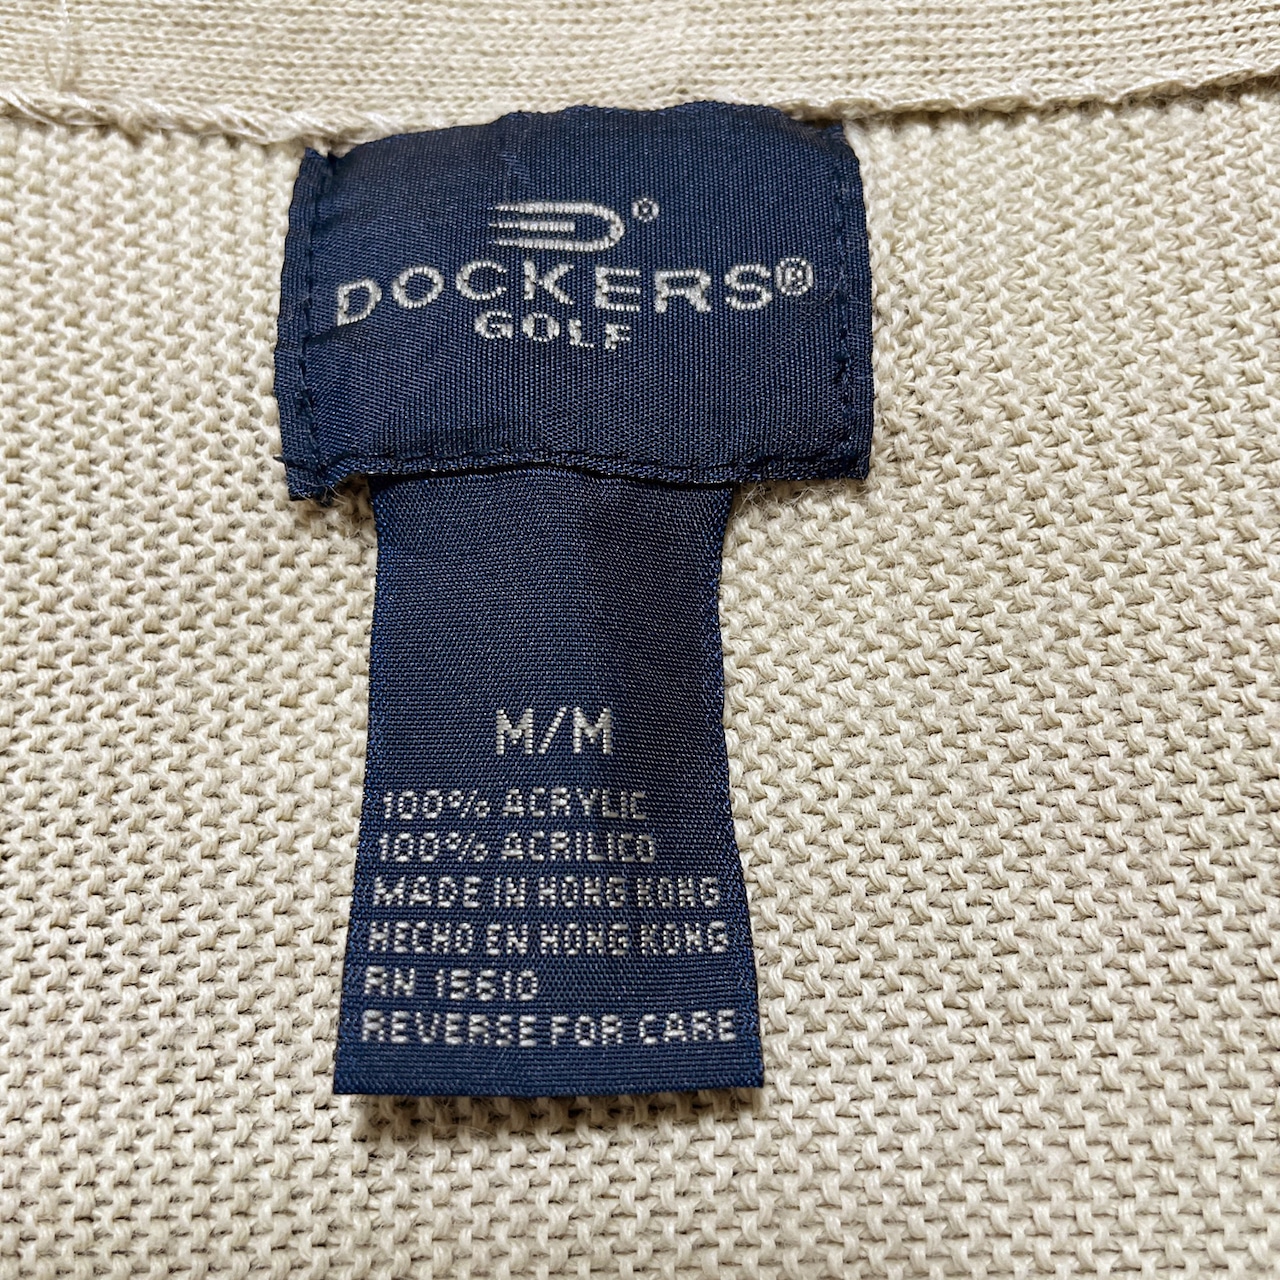 DOCKERS®
GOLF
M/M
100% ACRYLIC
100% ACRILICO
MADE IN HONG KONG
HECHO EN HONG KONG
RN 15610
REVERSE FOR CARE